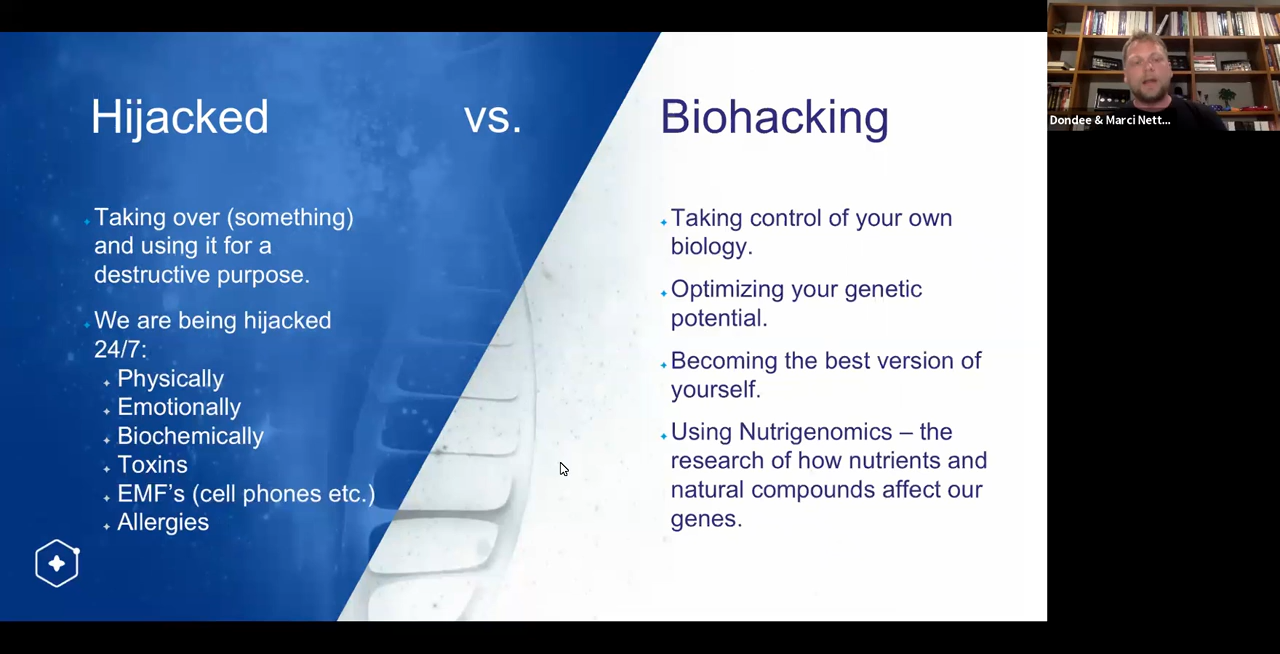 Hijacked
vs.
Biohacking
Taking over (something)
and using it for a
destructive purpose.
We are being hijacked
24/7:
Physically
Emotionally
Biochemically
Toxins
EMF’s (cell phones etc.)
Allergies
Taking control of your own
biology.
Optimizing your genetic
potential.
Becoming the best version of
yourself.
Using Nutrigenomics – the
research of how nutrients and
natural compounds affect our
genes.
Dondee & Marci Nett...